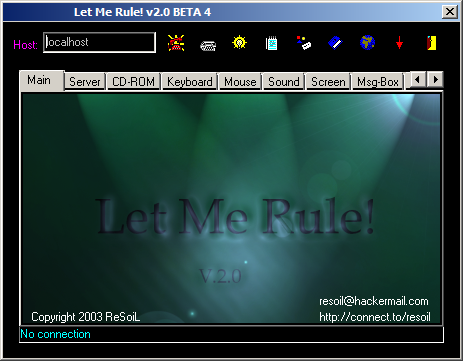 Let Me Rule! v2.0 BETA 4
Host: localhost
Main Server CD-ROM Keyboard Mouse Sound Screen Msg-Box
Let Me Rule!
V.2.0
resoil@hackermail.com
Copyright 2003 ReSoiL http://connect.to/resoil
No connection